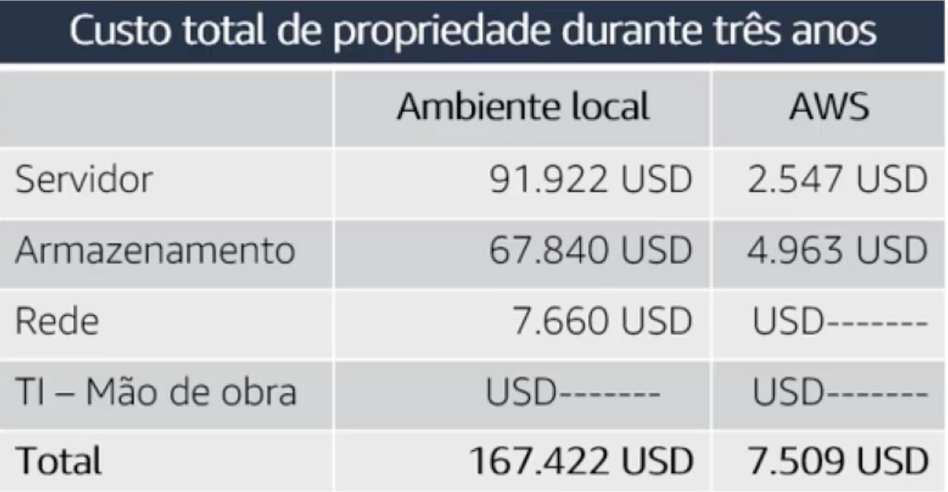 Custo total de propriedade durante três anos
Ambiente local AWS
Servidor 91.922 USD 2.547 USD
Armazenamento 67.840 USD 4.963 USD
Rede 7.660 USD USD-------
TI – Mão de obra USD------- USD-------
Total 167.422 USD 7.509 USD